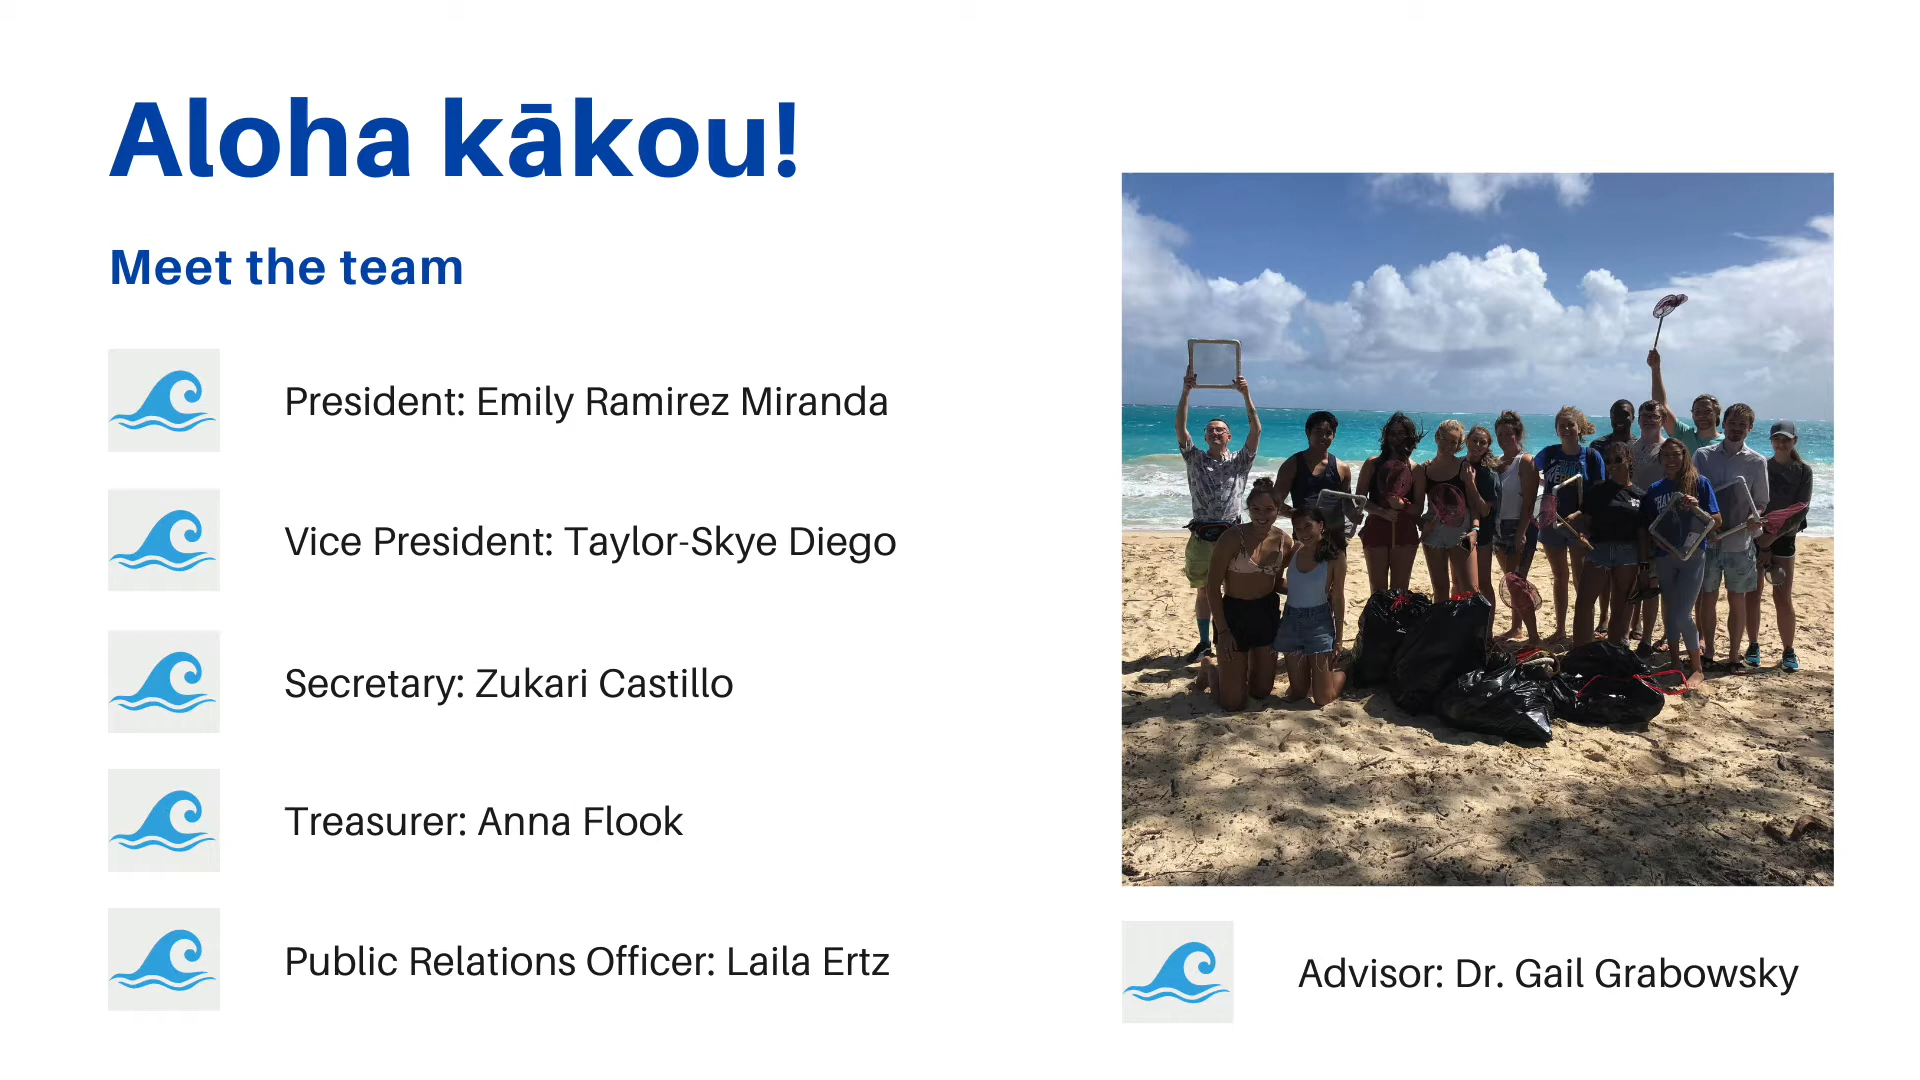 Aloha kākou!
Meet the team
President: Emily Ramirez Miranda
Vice President: Taylor-Skye Diego
Secretary: Zukari Castillo
Treasurer: Anna Flook
Public Relations Officer: Laila Ertz
Advisor: Dr. Gail Grabowsky